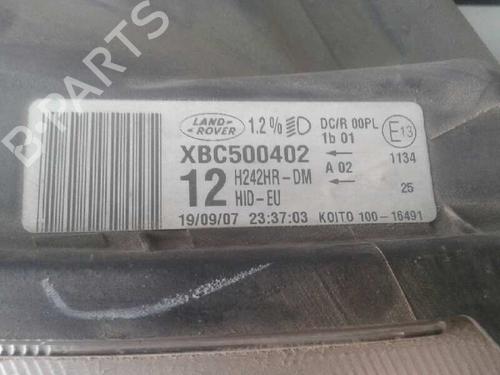 LAND
ROVER
1.2% DC/R 00PL E13
1b 01
XBC500402 1134
12 H242HR-DM A 02
HID-EU 25
19/09/07 23:37:03 KOITO 100-16491
B-PARTS